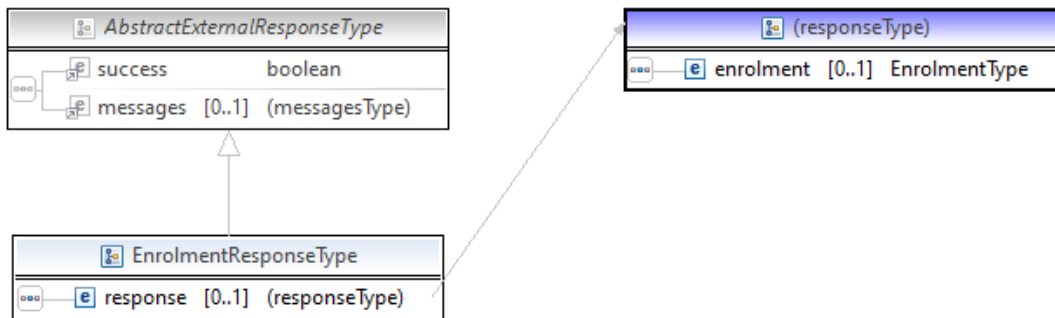 AbstractExternalResponseType
success boolean
messages [0..1] (messagesType)
(responseType)
e enrolment [0..1] EnrolmentType
EnrolmentResponseType
e response [0..1] (responseType)